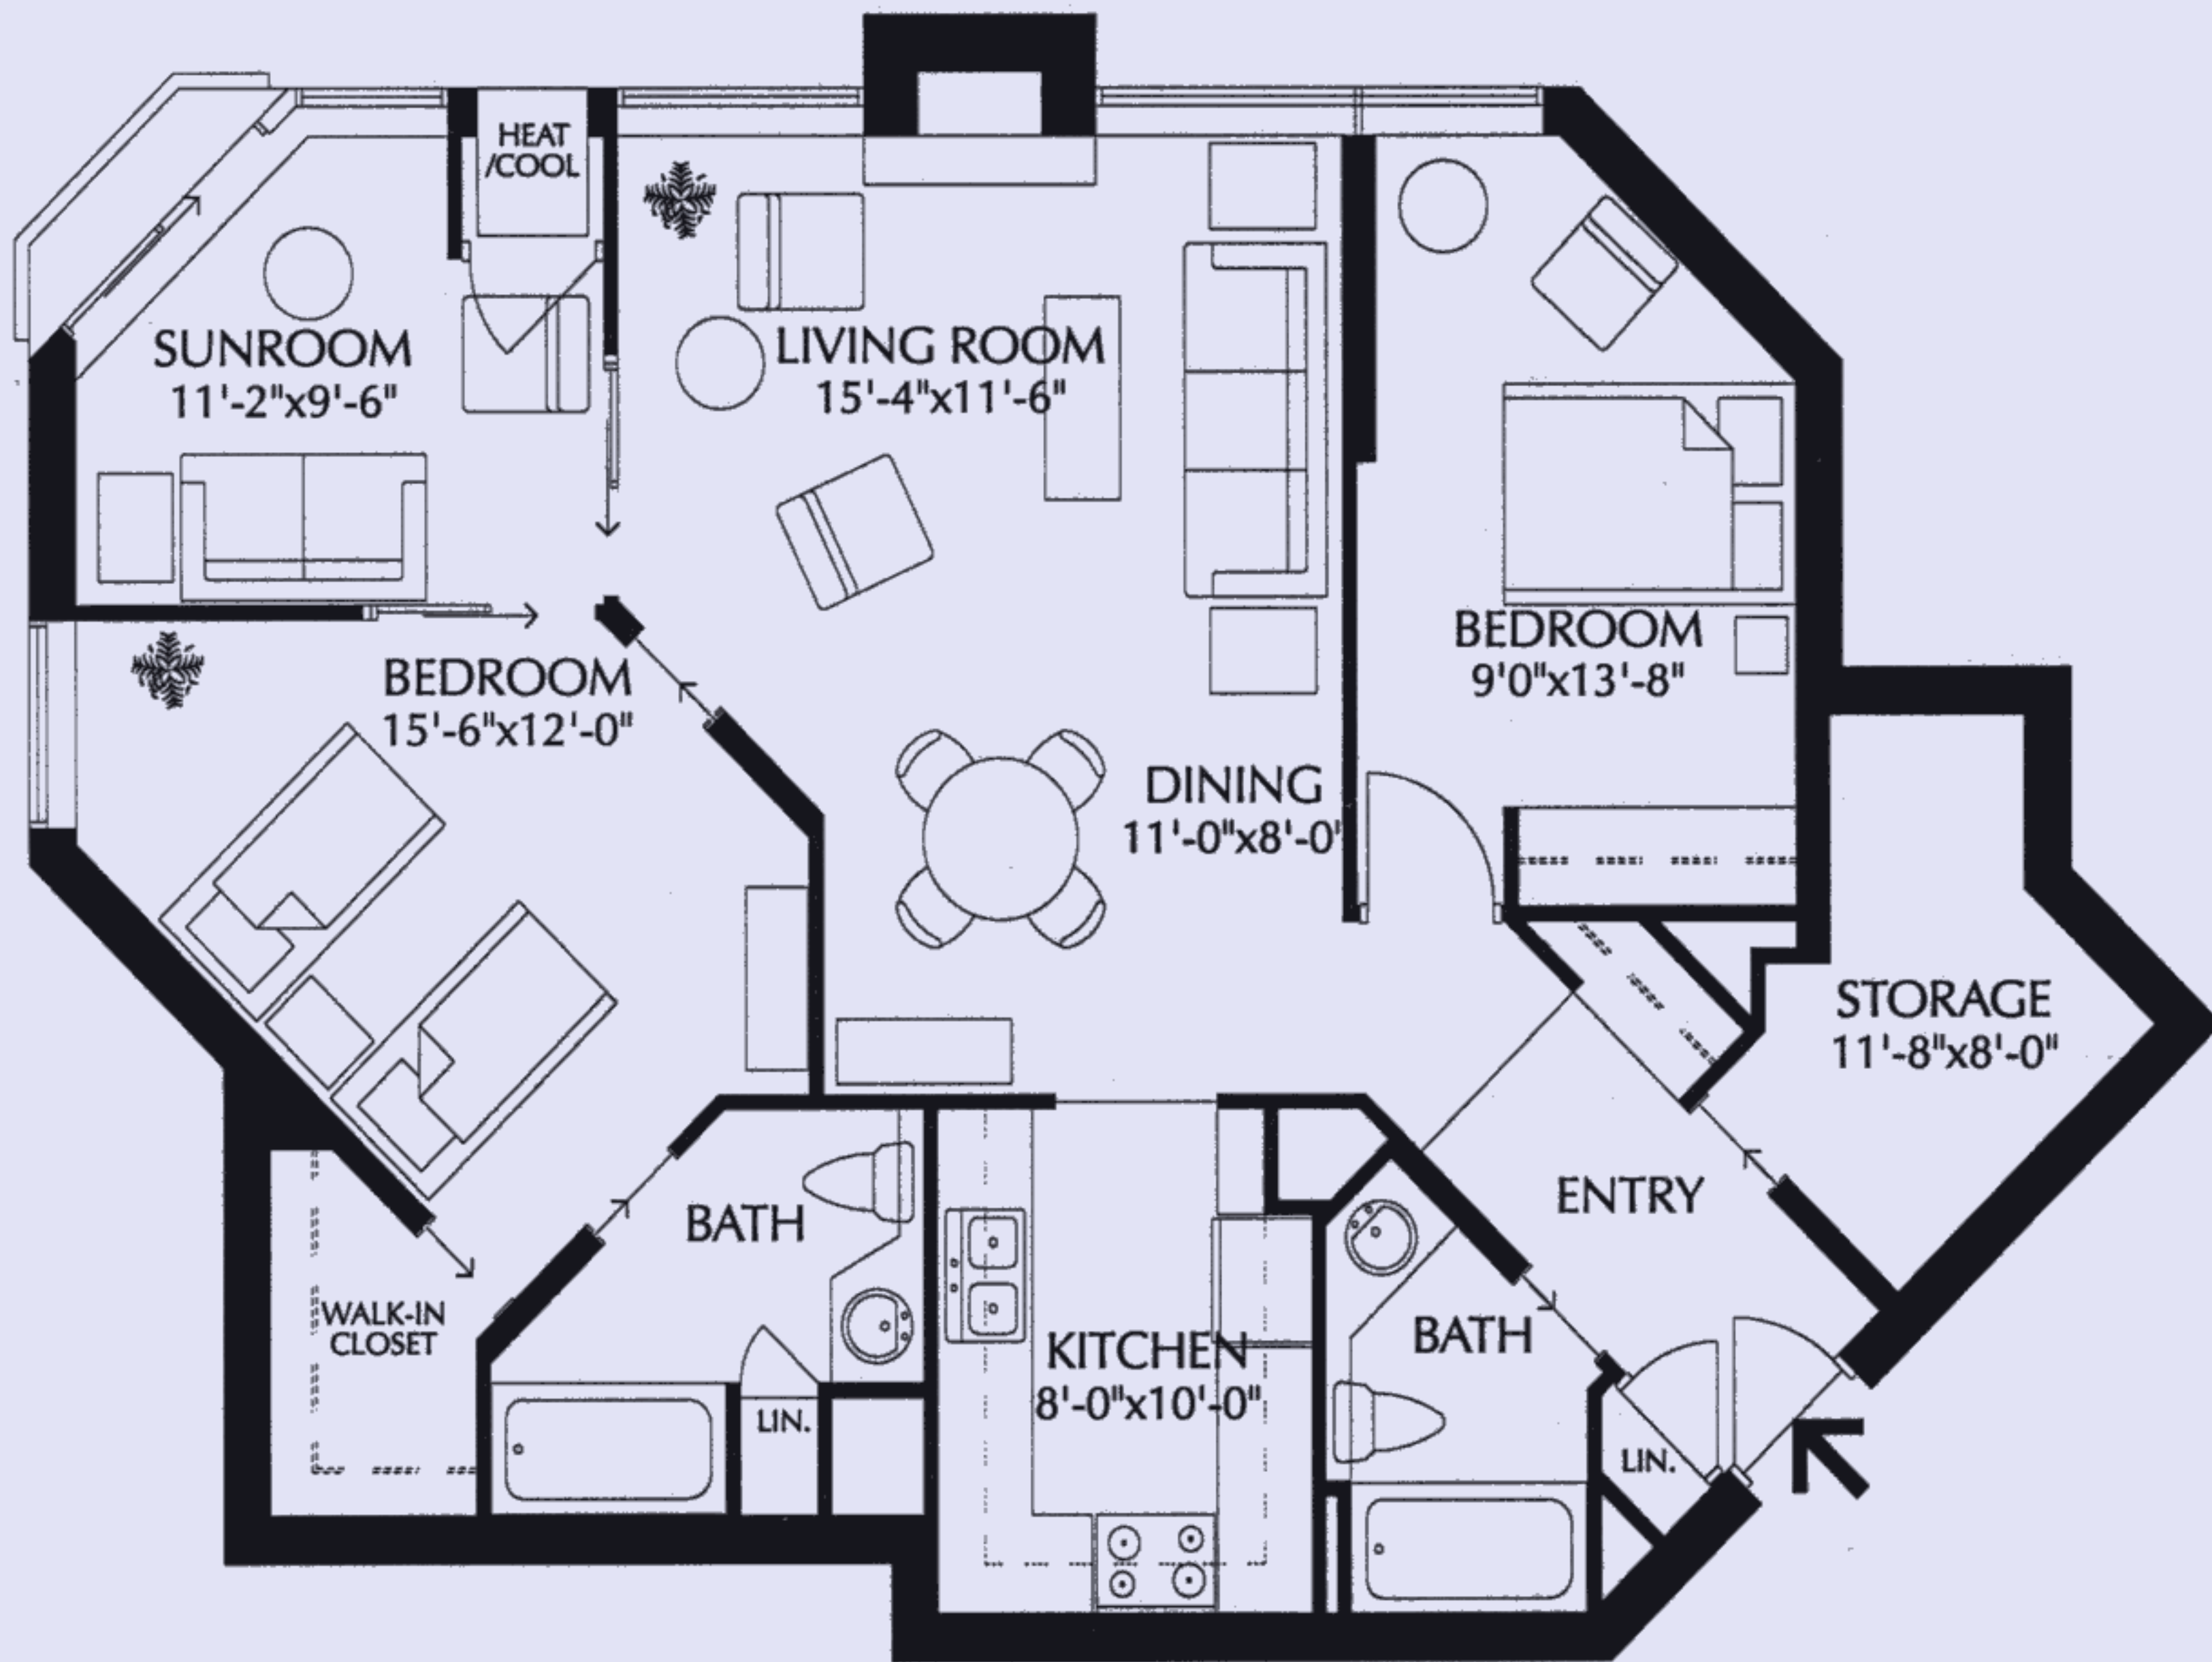 HEAT
/COOL
SUNROOM
11'-2"x9'-6"
LIVING ROOM
15'-4"x11'-6"
BEDROOM
15'-6"x12'-0"
BEDROOM
9'0"x13'-8"
DINING
11'-0"x8'-0'
STORAGE
11'-8"x8'-0"
ENTRY
BATH
WALK-IN
CLOSET
KITCHEN
8'-0"x10'-0"
BATH
LIN.
LIN.